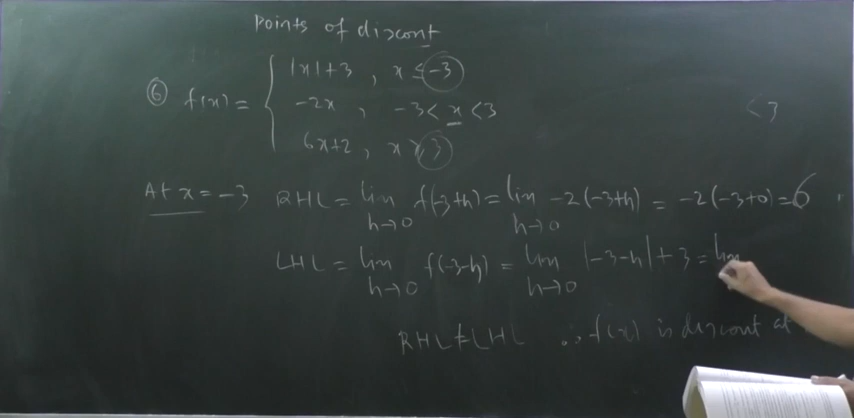 Points of discont
⑥ f(x) = { |x|+3 , x ≤ -3
-2x , -3 < x < 3
6x+2 , x ≥ 3
< 3
At x = -3 RHL = lim h→0 f(-3+h) = lim h→0 -2(-3+h) = -2(-3+0) = 6
LHL = lim h→0 f(-3-h) = lim h→0 |-3-h| + 3 = lim
RHL ≠ LHL ∴ f(x) is discont at